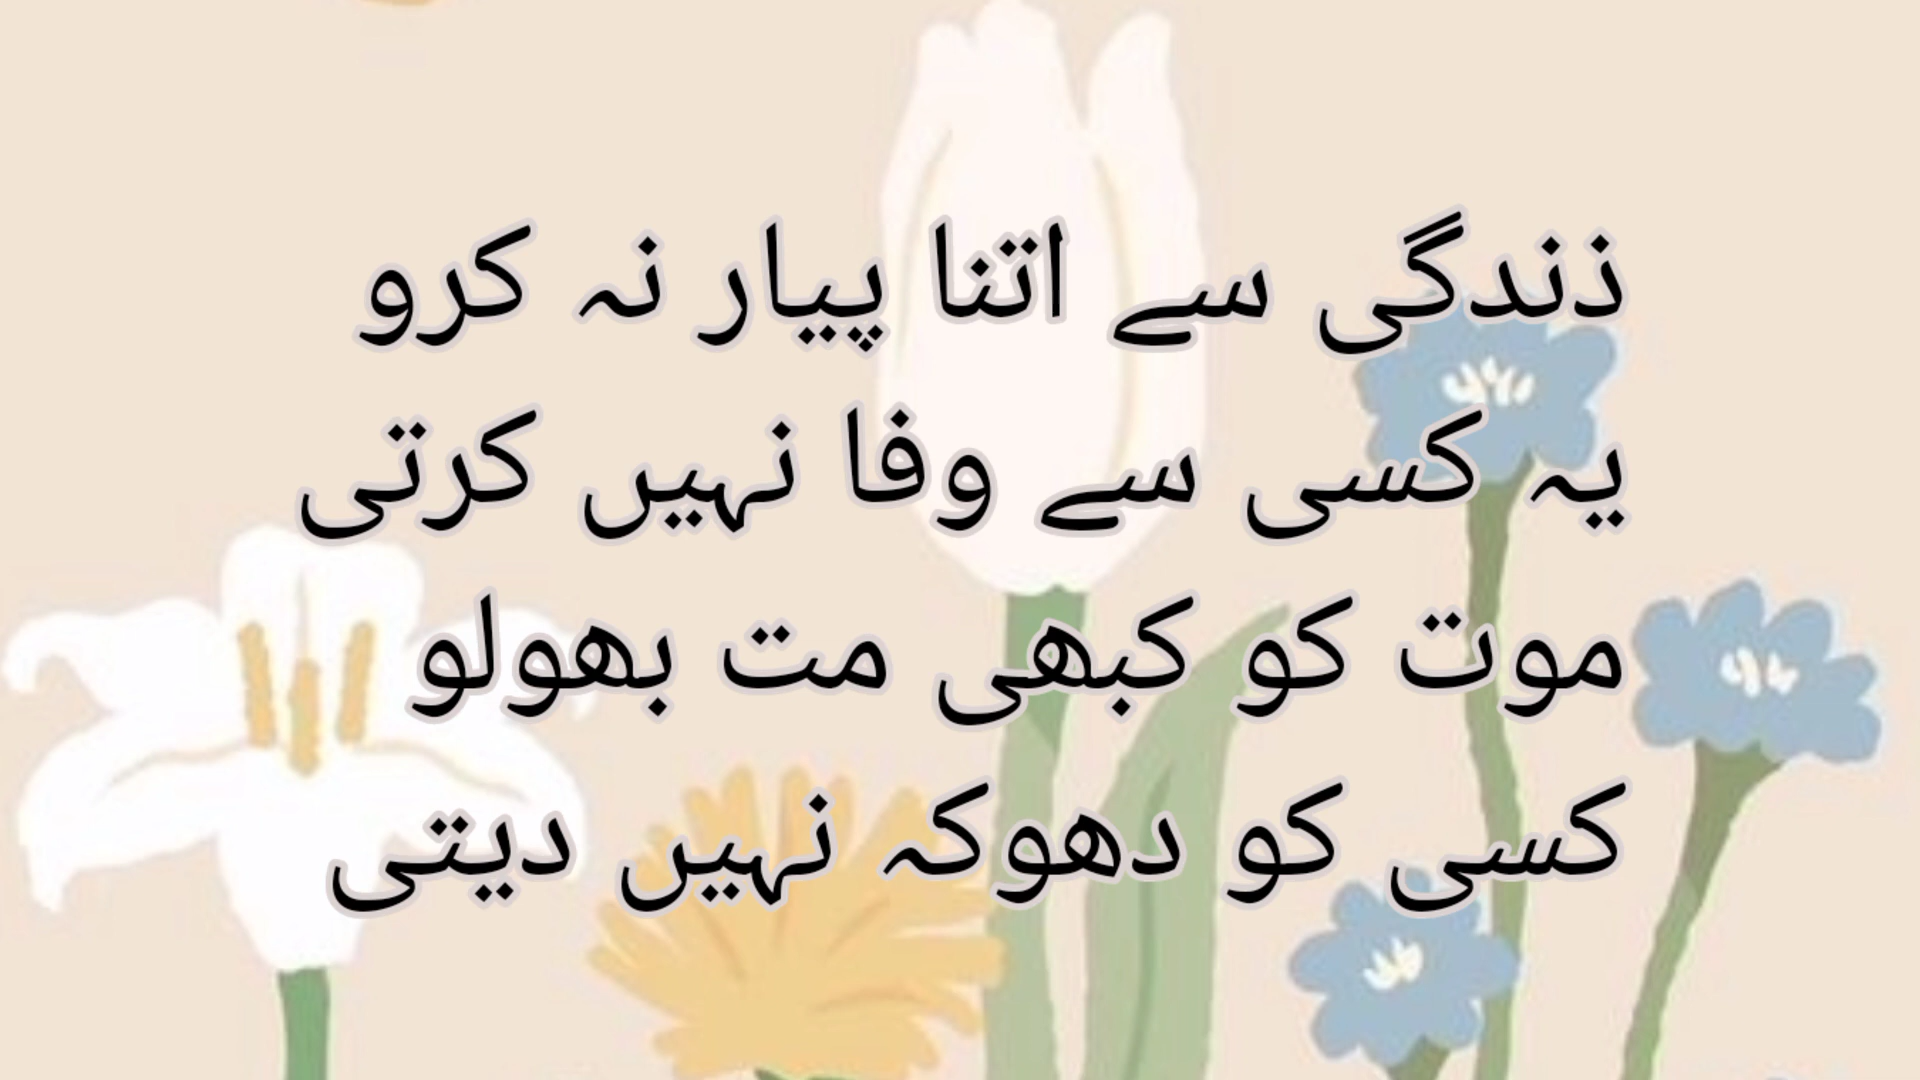 ذندگی سے اتنا پیار نہ کرو
یہ کسی سے وفا نہیں کرتی
موت کو کبھی مت بھولو
کسی کو دھوکہ نہیں دیتی